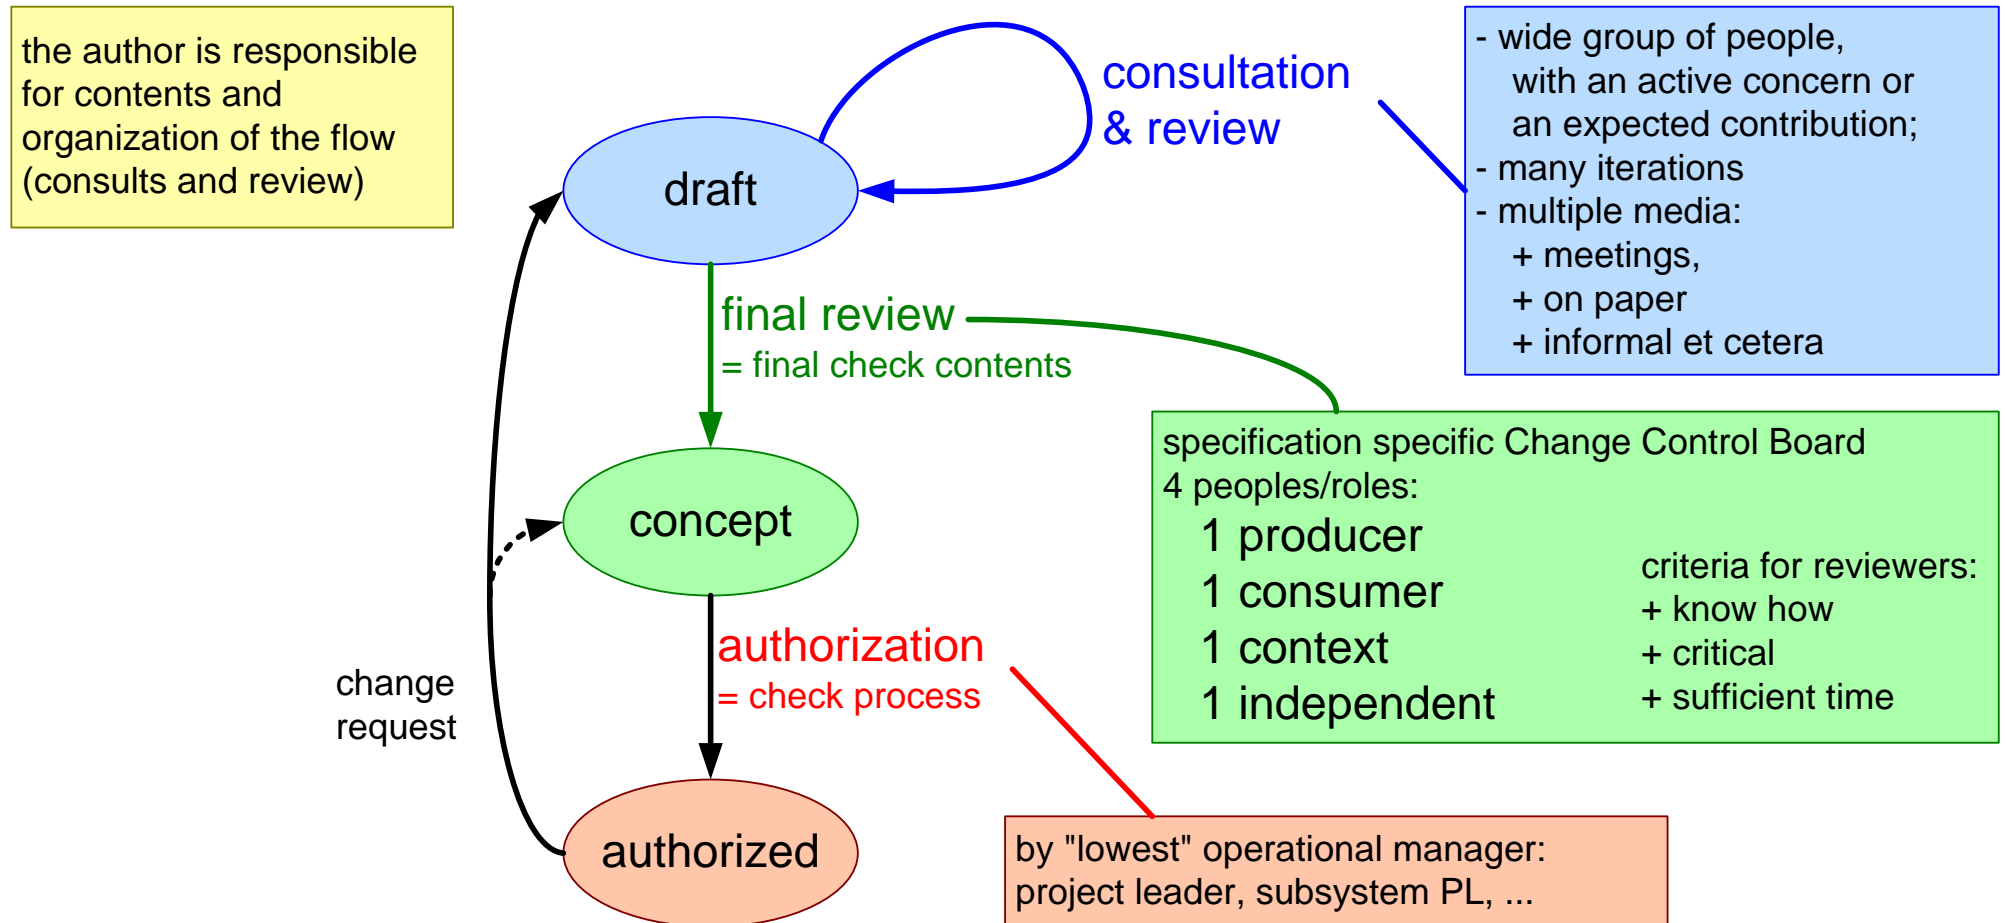 the author is responsible
for contents and
organization of the flow
(consults and review)
consultation
& review
- wide group of people,
with an active concern or
an expected contribution;
- many iterations
- multiple media:
+ meetings,
+ on paper
+ informal et cetera
draft
final review
= final check contents
specification specific Change Control Board
4 peoples/roles:
1 producer
1 consumer
1 context
1 independent
criteria for reviewers:
+ know how
+ critical
+ sufficient time
concept
authorization
= check process
change
request
authorized
by "lowest" operational manager:
project leader, subsystem PL, ...